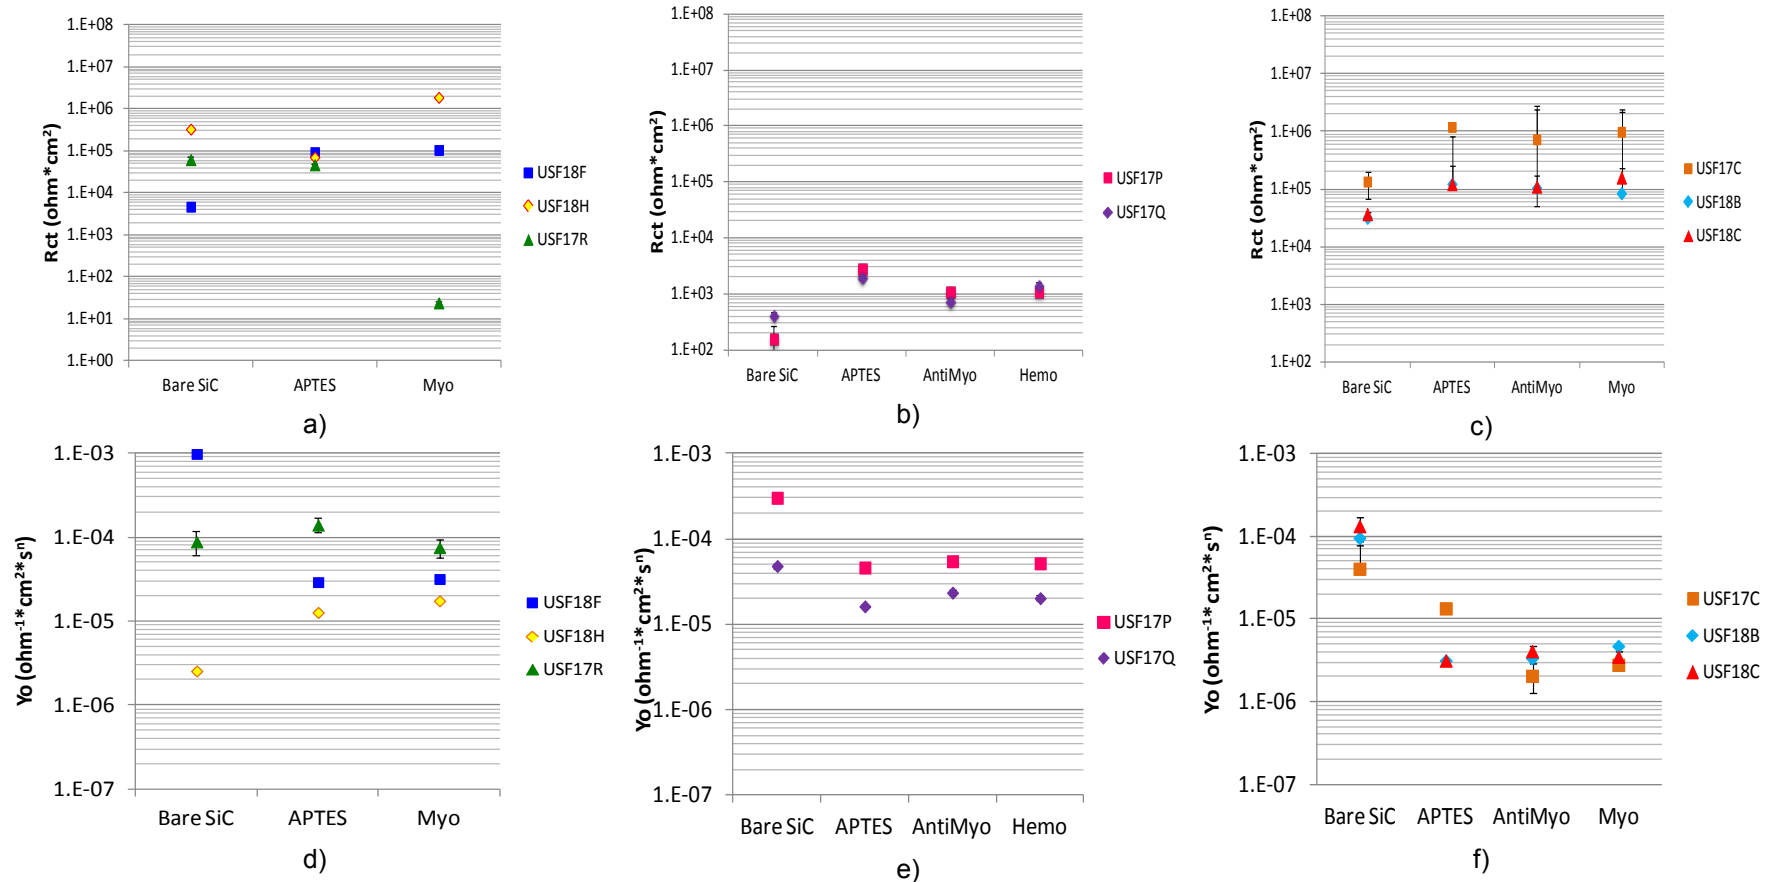 1.E+08
1.E+07
1.E+06
1.E+05
1.E+04
1.E+03
1.E+02
1.E+01
1.E+00
Rct (ohm*cm²)
Bare SiC APTES Myo
USF18F
USF18H
USF17R
a)
1.E+08
1.E+07
1.E+06
1.E+05
1.E+04
1.E+03
1.E+02
Rct (ohm*cm²)
Bare SiC APTES AntiMyo Hemo
USF17P
USF17Q
b)
1.E+08
1.E+07
1.E+06
1.E+05
1.E+04
1.E+03
1.E+02
Rct (ohm*cm²)
Bare SiC APTES AntiMyo Myo
USF17C
USF18B
USF18C
c)
1.E-03
1.E-04
1.E-05
1.E-06
1.E-07
Yo (ohm⁻¹*cm²*sⁿ)
Bare SiC APTES Myo
USF18F
USF18H
USF17R
d)
1.E-03
1.E-04
1.E-05
1.E-06
1.E-07
Yo (ohm⁻¹*cm²*sⁿ)
Bare SiC APTES AntiMyo Hemo
USF17P
USF17Q
e)
1.E-03
1.E-04
1.E-05
1.E-06
1.E-07
Yo (ohm⁻¹*cm²*sⁿ)
Bare SiC APTES AntiMyo Myo
USF17C
USF18B
USF18C
f)